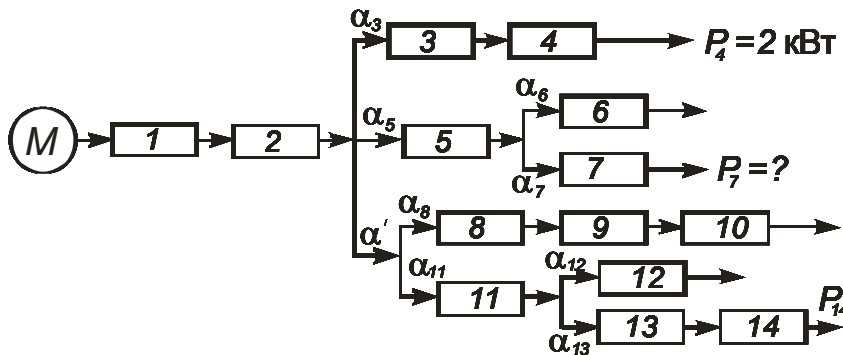 α₃ 3 4 P₄ = 2 кВт
α₆ 6
M 1 2 α₅ 5
α₇ 7 P₇ = ?
α₈ 8 9 10
α'
α₁₁ 11 α₁₂ 12
α₁₃ 13 14 P₁₄